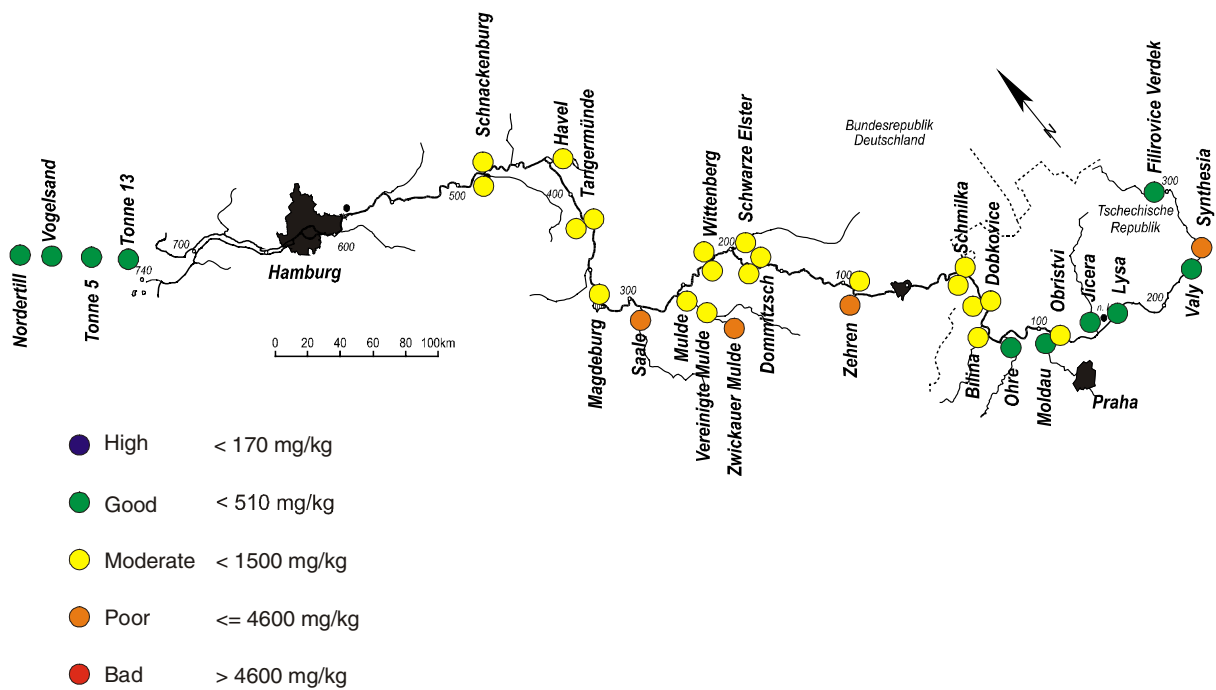 Nordertill
Vogelsand
Tonne 5
Tonne 13
740
700
Hamburg
600
0 20 40 60 80 100km
500
Schnackenburg
400
Havel
Tangermünde
Magdeburg
300
Saale
Mulde
Vereinigte Mulde
Zwickauer Mulde
Wittenberg
200
Schwarze Elster
Dommitzsch
100
Zehren
Bundesrepublik
Deutschland
N
Schmilka
Dobkovice
Bilina
Ohre
Moldau
100
Obristvi
Praha
Jicera
n.
Lysa
200
Valy
Synthesia
Tschechische
Republik
300
Filirovice Verdek
High < 170 mg/kg
Good < 510 mg/kg
Moderate < 1500 mg/kg
Poor <= 4600 mg/kg
Bad > 4600 mg/kg